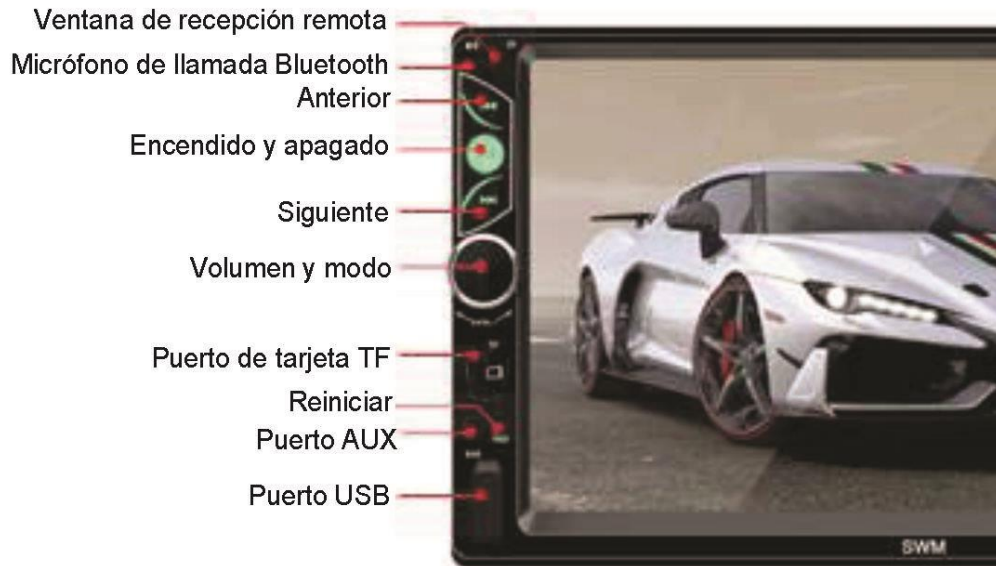 Ventana de recepción remota
Micrófono de llamada Bluetooth
Anterior
Encendido y apagado
Siguiente
Volumen y modo
Puerto de tarjeta TF
Reiniciar
Puerto AUX
Puerto USB
SWM